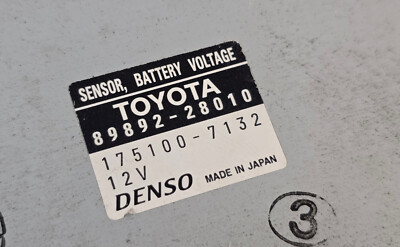 SENSOR, BATTERY VOLTAGE
TOYOTA
89892-28010
175100-7132
12V
DENSO MADE IN JAPAN
3